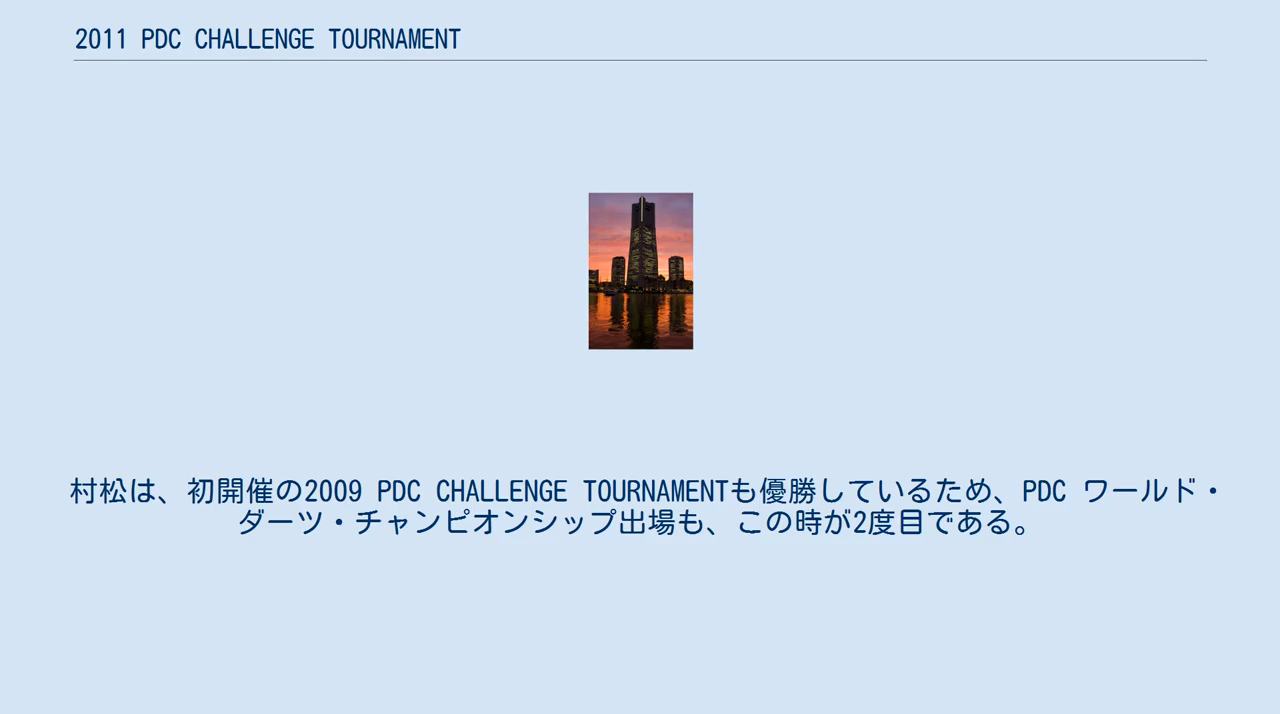 2011 PDC CHALLENGE TOURNAMENT
村松は、初開催の2009 PDC CHALLENGE TOURNAMENTも優勝しているため、PDC ワールド・
ダーツ・チャンピオンシップ出場も、この時が2度目である。